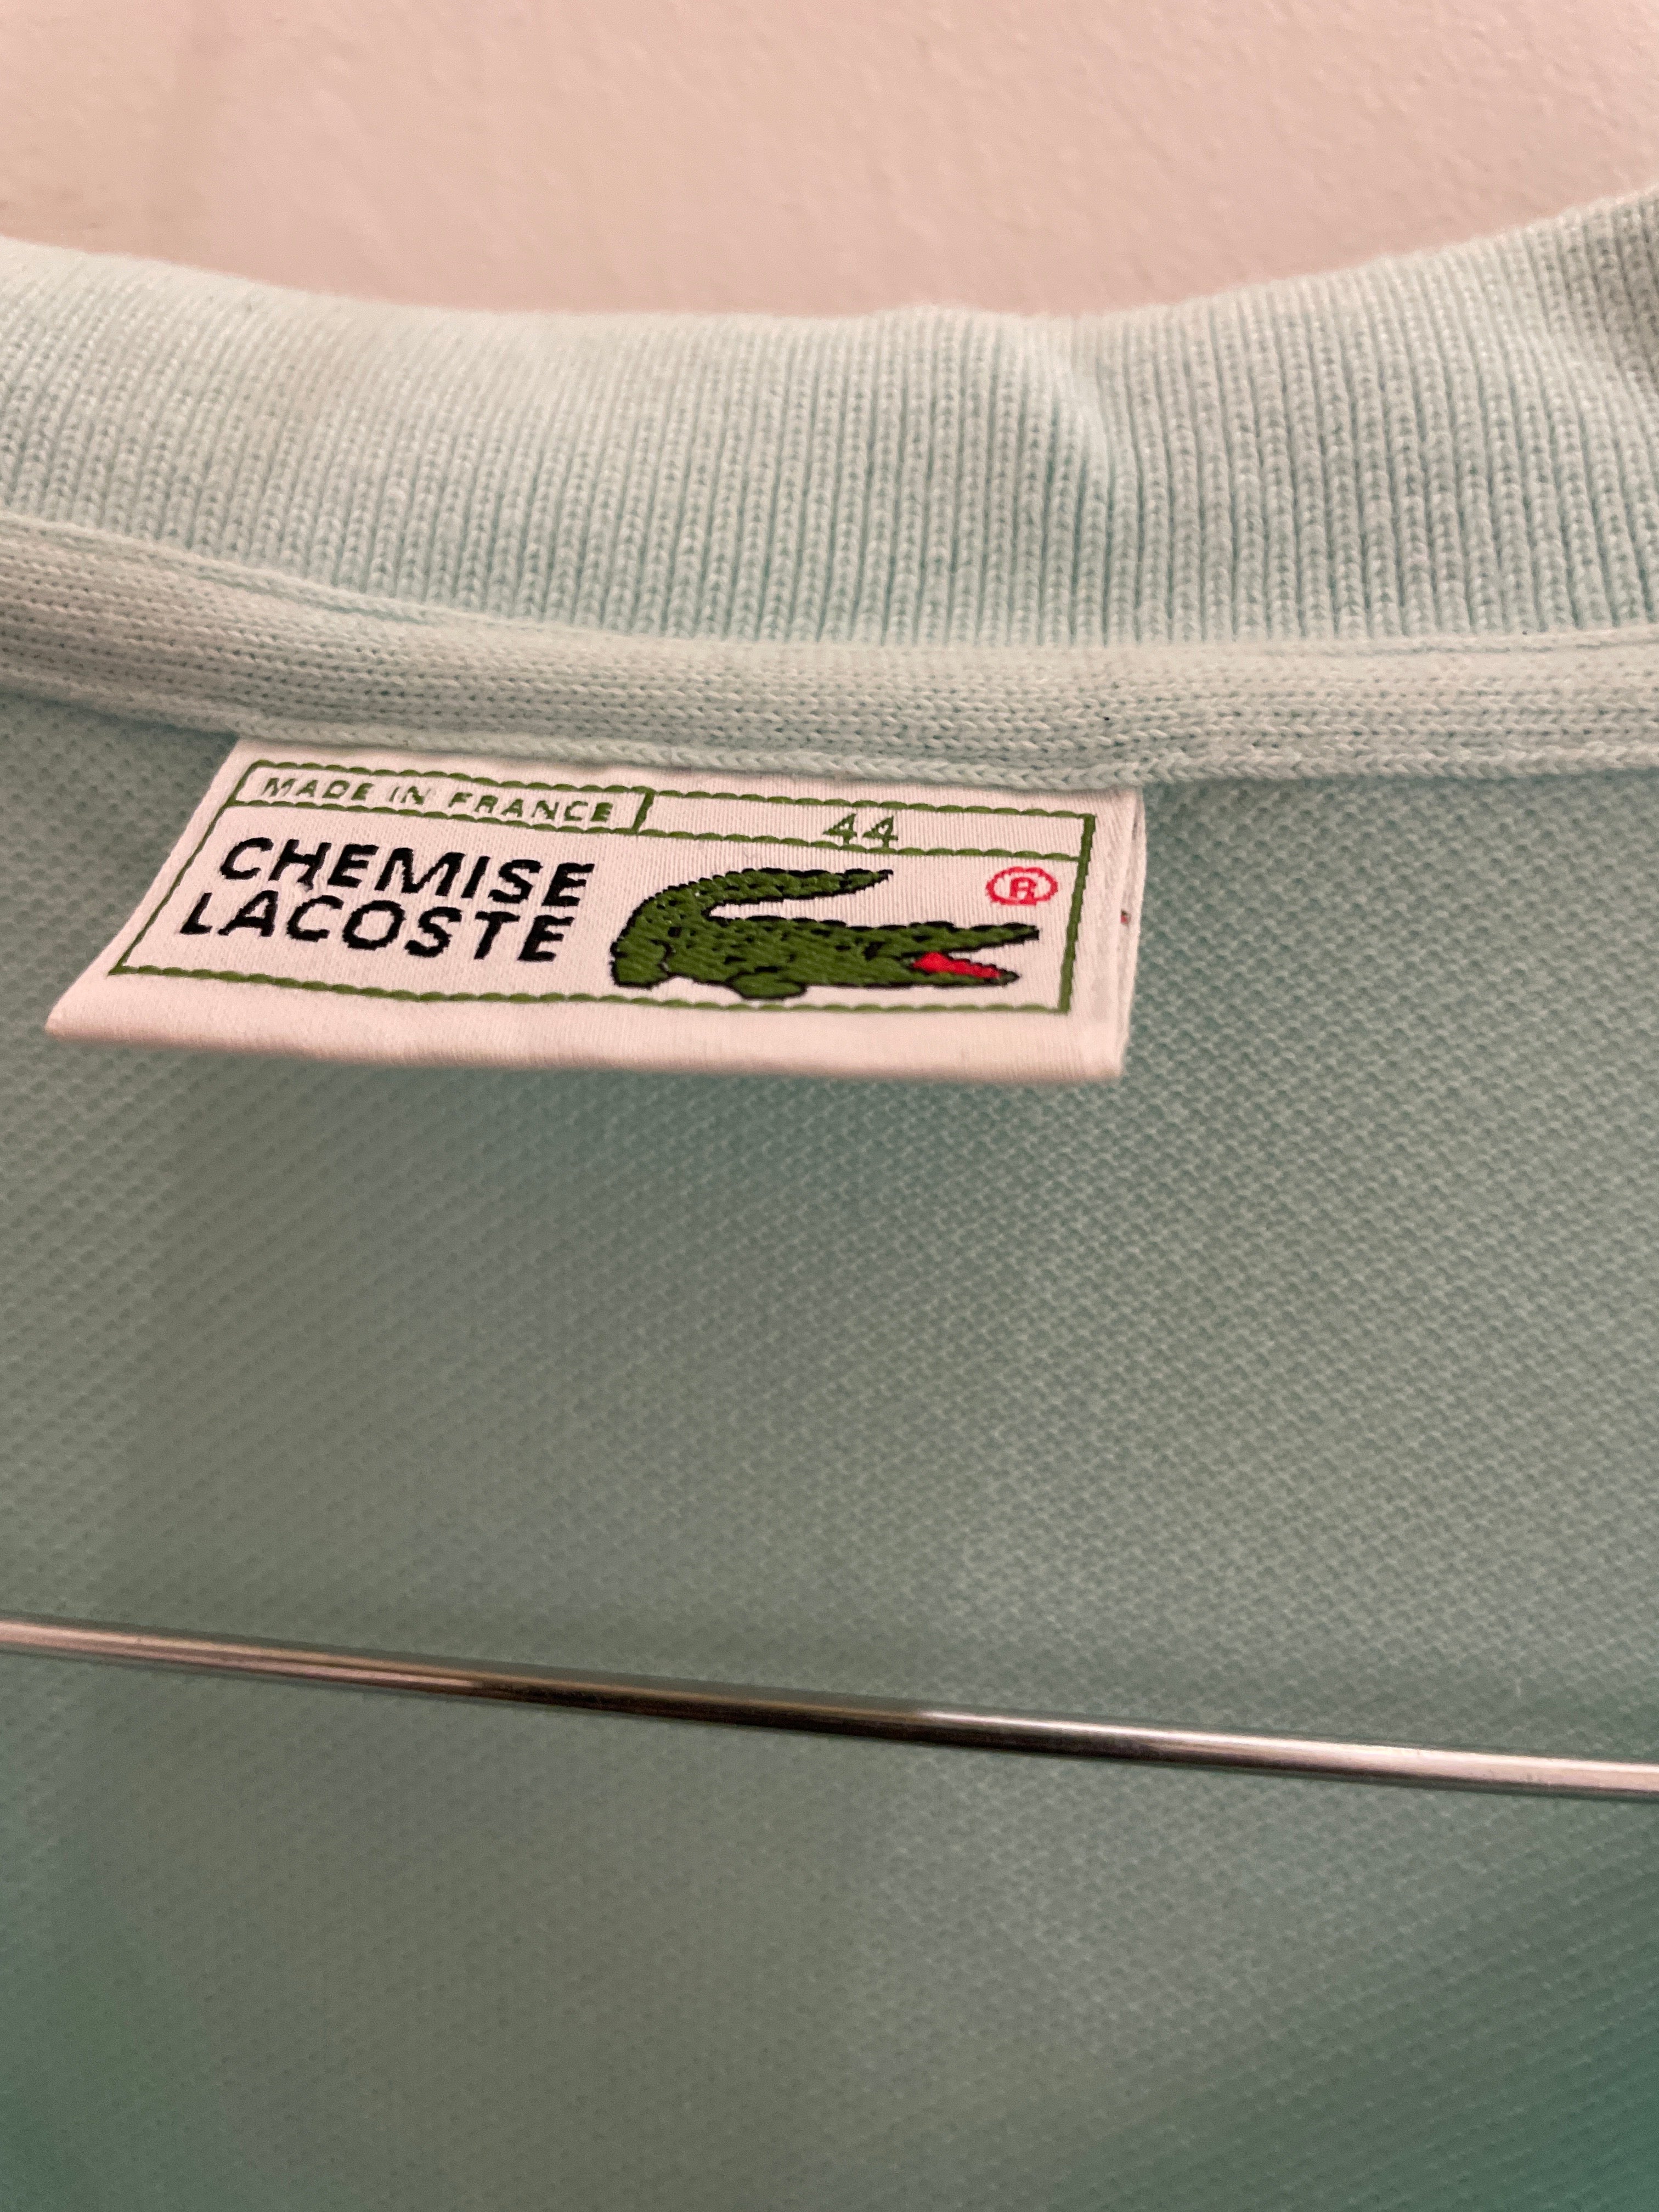 MADE IN FRANCE 44
CHEMISE
LACOSTE
®